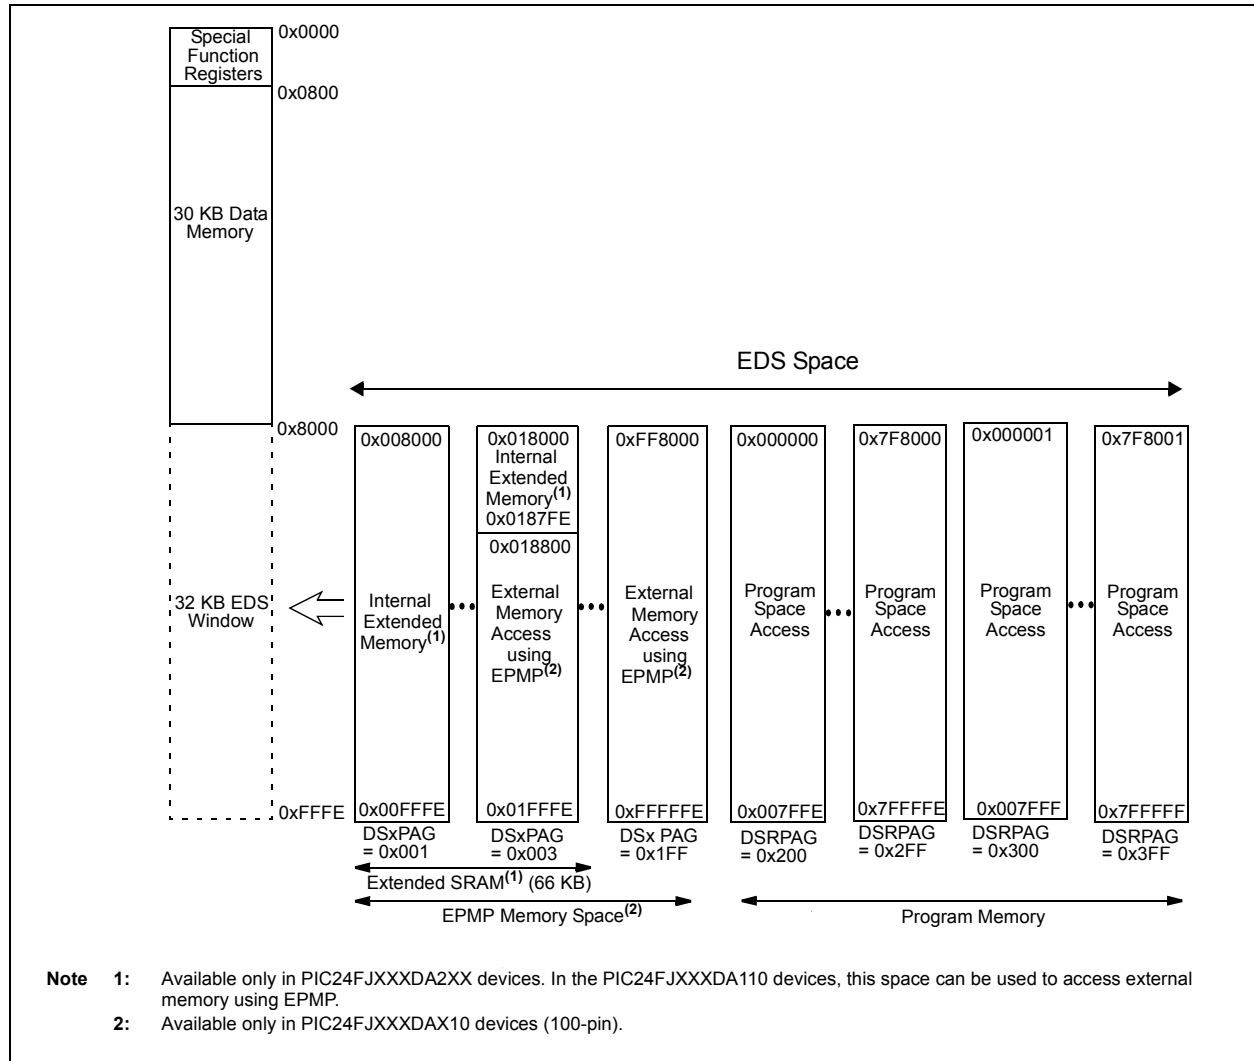 Special
Function
Registers
0x0000
0x0800
30 KB Data
Memory
EDS Space
0x8000
32 KB EDS
Window
0xFFFE
0x008000
Internal
Extended
Memory(1)
0x00FFFE
DSxPAG
= 0x001
0x018000
Internal
Extended
Memory(1)
0x0187FE
0x018800
External
Memory
Access
using
EPMP(2)
0x01FFFE
DSxPAG
= 0x003
0xFF8000
External
Memory
Access
using
EPMP(2)
0xFFFFFE
DSx PAG
= 0x1FF
0x000000
Program
Space
Access
0x007FFE
DSRPAG
= 0x200
0x7F8000
Program
Space
Access
0x7FFFFE
DSRPAG
= 0x2FF
0x000001
Program
Space
Access
0x007FFF
DSRPAG
= 0x300
0x7F8001
Program
Space
Access
0x7FFFFF
DSRPAG
= 0x3FF
Extended SRAM(1) (66 KB)
EPMP Memory Space(2)
Program Memory
Note 1: Available only in PIC24FJXXXDA2XX devices. In the PIC24FJXXXDA110 devices, this space can be used to access external
memory using EPMP.
2: Available only in PIC24FJXXXDAX10 devices (100-pin).